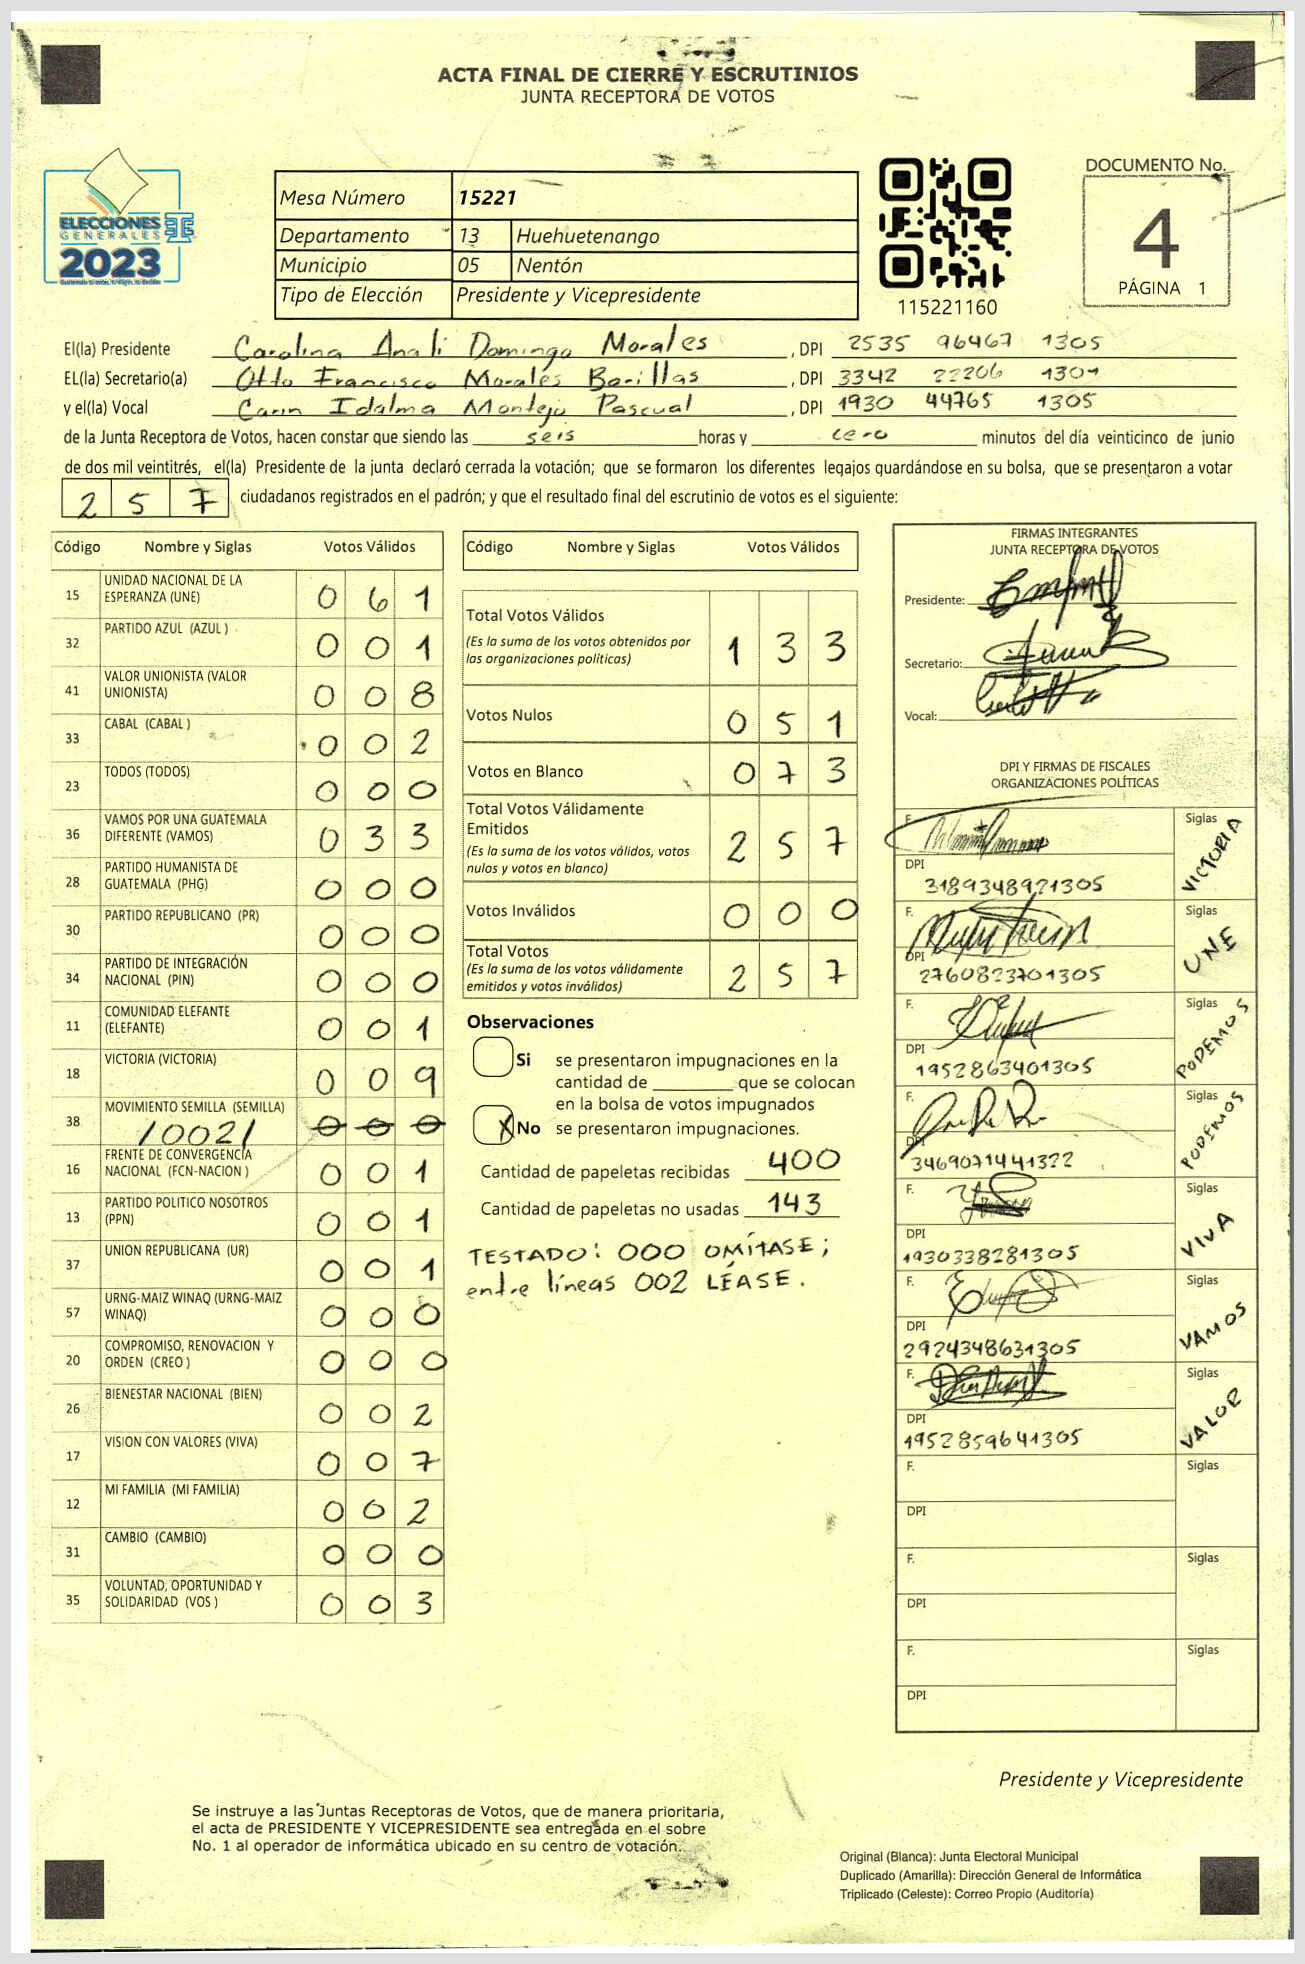 ACTA FINAL DE CIERRE Y ESCRUTINIOS
JUNTA RECEPTORA DE VOTOS
ELECCIONES
GENERALES
2023
Mesa Número 15221
Departamento 13 Huehuetenango
Municipio 05 Nentón
Tipo de Elección Presidente y Vicepresidente
115221160
DOCUMENTO No.
4
PÁGINA 1
El(la) Presidente Carolina Anali Domingo Morales , DPI 2535 96467 1305
EL(la) Secretario(a) Otto Francisco Morales Barillas , DPI 3342 22206 1301
y el(la) Vocal Carin Idalma Montejo Pascual , DPI 1930 44765 1305
de la Junta Receptora de Votos, hacen constar que siendo las seis horas y cero minutos del día veinticinco de junio
de dos mil veintitrés, el(la) Presidente de la junta declaró cerrada la votación; que se formaron los diferentes legajos guardándose en su bolsa, que se presentaron a votar
257 ciudadanos registrados en el padrón; y que el resultado final del escrutinio de votos es el siguiente:
Código Nombre y Siglas Votos Válidos
15 UNIDAD NACIONAL DE LA
ESPERANZA (UNE) 0 6 1
32 PARTIDO AZUL (AZUL ) 0 0 1
41 VALOR UNIONISTA (VALOR
UNIONISTA) 0 0 8
33 CABAL (CABAL ) 0 0 2
23 TODOS (TODOS) 0 0 0
36 VAMOS POR UNA GUATEMALA
DIFERENTE (VAMOS) 0 3 3
28 PARTIDO HUMANISTA DE
GUATEMALA (PHG) 0 0 0
30 PARTIDO REPUBLICANO (PR) 0 0 0
34 PARTIDO DE INTEGRACIÓN
NACIONAL (PIN) 0 0 0
11 COMUNIDAD ELEFANTE
(ELEFANTE) 0 0 1
18 VICTORIA (VICTORIA) 0 0 9
38 MOVIMIENTO SEMILLA (SEMILLA)
/002/ 0 0 0
16 FRENTE DE CONVERGENCIA
NACIONAL (FCN-NACION ) 0 0 1
13 PARTIDO POLITICO NOSOTROS
(PPN) 0 0 1
37 UNION REPUBLICANA (UR) 0 0 1
57 URNG-MAIZ WINAQ (URNG-MAIZ
WINAQ) 0 0 0
20 COMPROMISO, RENOVACION Y
ORDEN (CREO ) 0 0 0
26 BIENESTAR NACIONAL (BIEN) 0 0 2
17 VISION CON VALORES (VIVA) 0 0 7
12 MI FAMILIA (MI FAMILIA) 0 0 2
31 CAMBIO (CAMBIO) 0 0 0
35 VOLUNTAD, OPORTUNIDAD Y
SOLIDARIDAD (VOS ) 0 0 3
Código Nombre y Siglas Votos Válidos
Total Votos Válidos
(Es la suma de los votos obtenidos por
las organizaciones políticas) 1 3 3
Votos Nulos 0 5 1
Votos en Blanco 0 7 3
Total Votos Válidamente
Emitidos
(Es la suma de los votos válidos, votos
nulos y votos en blanco) 2 5 7
Votos Inválidos 0 0 0
Total Votos
(Es la suma de los votos válidamente
emitidos y votos inválidos) 2 5 7
Observaciones
Si se presentaron impugnaciones en la
cantidad de ________ que se colocan
en la bolsa de votos impugnados
X No se presentaron impugnaciones.
Cantidad de papeletas recibidas 400
Cantidad de papeletas no usadas 143
TESTADO: 000 OMÍTASE;
entre líneas 002 LÉASE.
FIRMAS INTEGRANTES
JUNTA RECEPTORA DE VOTOS
Presidente:
Secretario:
Vocal:
DPI Y FIRMAS DE FISCALES
ORGANIZACIONES POLÍTICAS
F. Siglas VICTORIA
DPI
3189348921305
F. Siglas UNE
DPI
2760823701305
F. Siglas PODEMOS
DPI
1952863401305
F. Siglas PODEMOS
DPI
3469071441322
F. Siglas VIVA
DPI
1930338281305
F. Siglas VAMOS
DPI
2924348631305
F. Siglas VALOR
DPI
1952859641305
F. Siglas
DPI
F. Siglas
DPI
F. Siglas
DPI
Presidente y Vicepresidente
Se instruye a las Juntas Receptoras de Votos, que de manera prioritaria,
el acta de PRESIDENTE Y VICEPRESIDENTE sea entregada en el sobre
No. 1 al operador de informática ubicado en su centro de votación.
Original (Blanca): Junta Electoral Municipal
Duplicado (Amarilla): Dirección General de Informática
Triplicado (Celeste): Correo Propio (Auditoría)